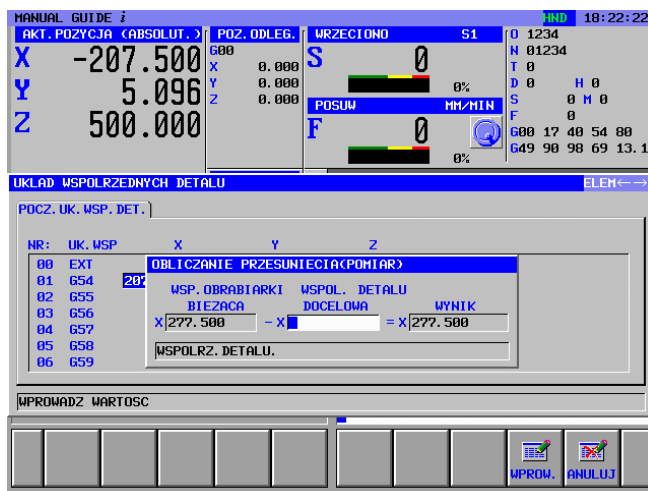 MANUAL GUIDE i HND 18:22:22
AKT.POZYCJA (ABSOLUT.) POZ.ODLEG. WRZECIONO S1 O 1234
X -207.500 G00 S 0 N 01234
X 0.000 T 0
Y 5.096 Y 0.000 0% D 0 H 0
Z 0.000 POSUW MM/MIN S 0 M 0
Z 500.000 F 0 F 0
G00 17 40 54 80
0% G49 90 98 69 13.1
UKLAD WSPOLRZEDNYCH DETALU ELEM←→
POCZ.UK.WSP.DET.
NR: UK.WSP X Y Z
00 EXT OBLICZANIE PRZESUNIECIA(POMIAR)
01 G54 207
02 G55 WSP.OBRABIARKI WSPOL. DETALU
03 G56 BIEZACA DOCELOWA WYNIK
04 G57 X 277.500 - X = X 277.500
05 G58
06 G59 WSPOLRZ.DETALU.
WPROWADZ WARTOSC
WPROW. ANULUJ